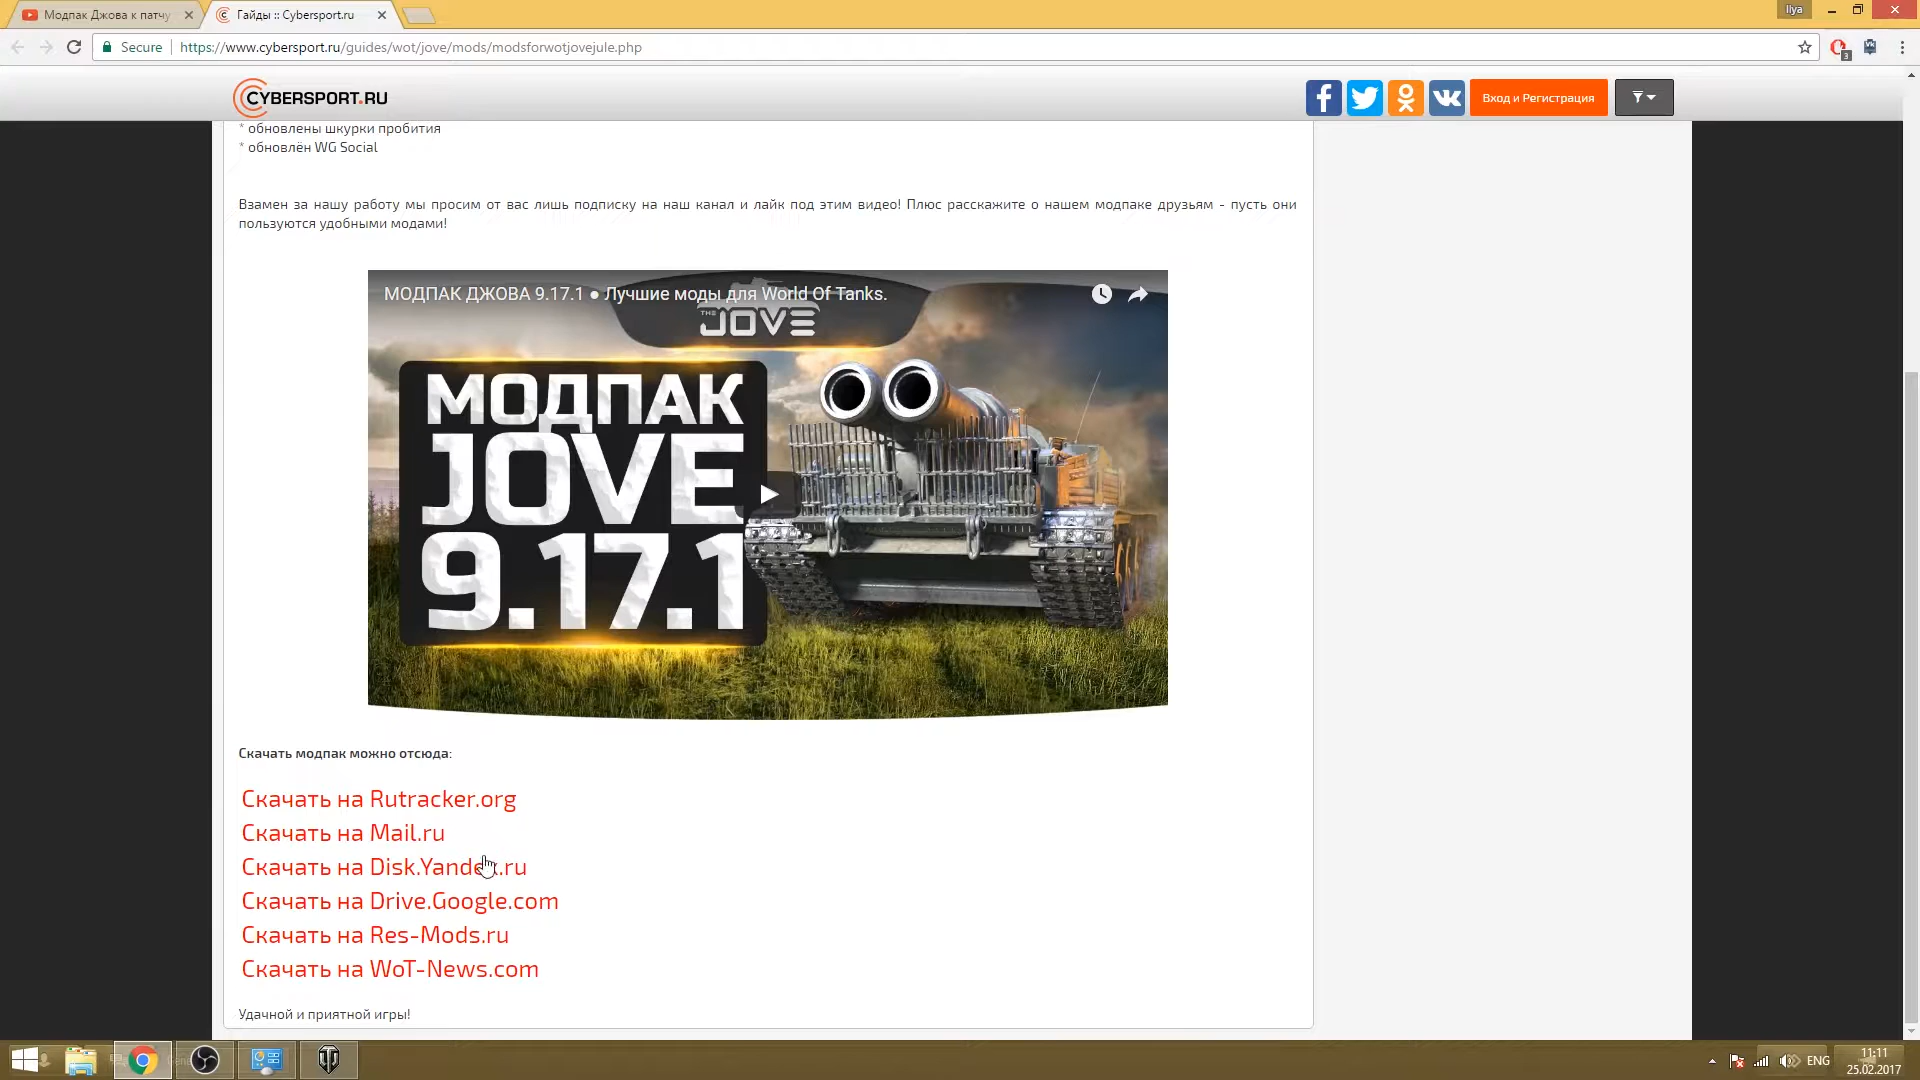 Модпак Джова к патчу
Гайды :: Cybersport.ru
Ilya
Secure
https://www.cybersport.ru/guides/wot/jove/mods/modsforwotjovejule.php
3
VK
CYBERSPORT.RU
Вход и Регистрация
* обновлены шкурки пробития
* обновлён WG Social
Взамен за нашу работу мы просим от вас лишь подписку на наш канал и лайк под этим видео! Плюс расскажите о нашем модпаке друзьям - пусть они
пользуются удобными модами!
МОДПАК ДЖОВА 9.17.1 ● Лучшие моды для World Of Tanks.
THE
JOVE
МОДПАК
JOVE
9.17.1
Скачать модпак можно отсюда:
Скачать на Rutracker.org
Скачать на Mail.ru
Скачать на Disk.Yandex.ru
Скачать на Drive.Google.com
Скачать на Res-Mods.ru
Скачать на WoT-News.com
Удачной и приятной игры!
ENG
11:11
25.02.2017